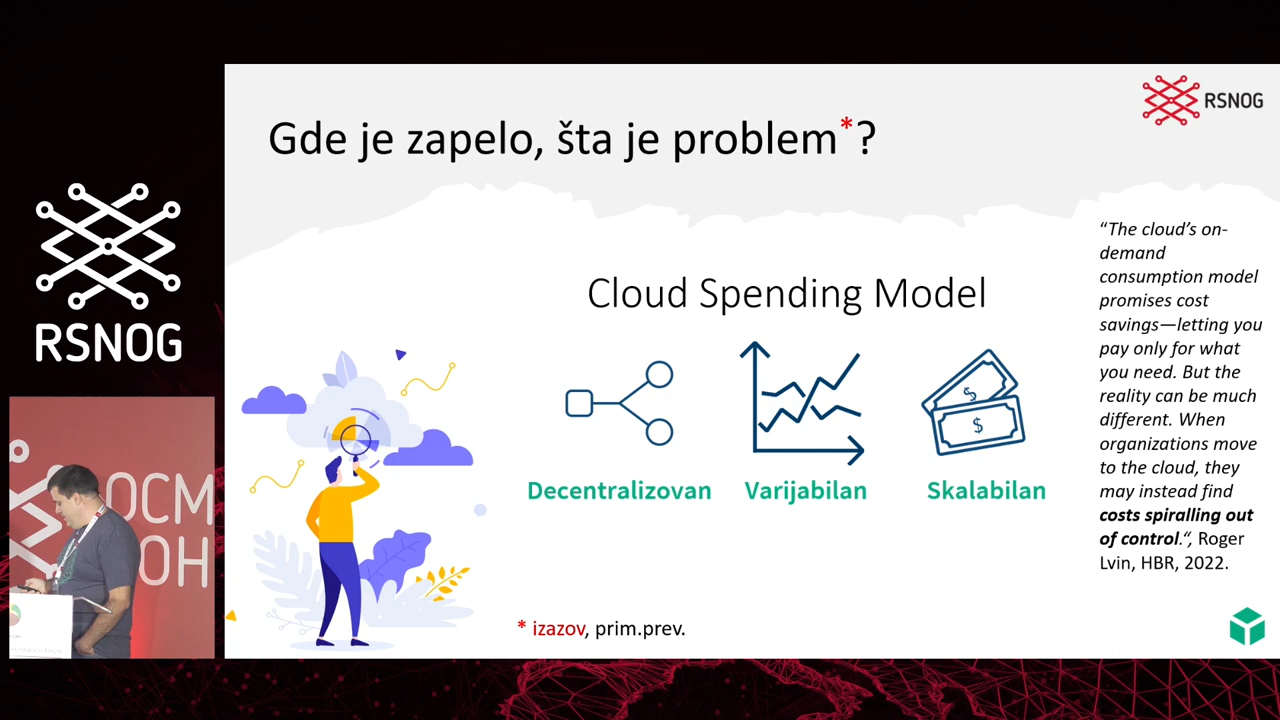 RSNOG
Gde je zapelo, šta je problem*?
RSNOG
OCM
OH
Cloud Spending Model
$
$
Decentralizovan
Varijabilan
Skalabilan
“The cloud’s on-
demand
consumption model
promises cost
savings—letting you
pay only for what
you need. But the
reality can be much
different. When
organizations move
to the cloud, they
may instead find
costs spiralling out
of control.“, Roger
Lvin, HBR, 2022.
* izazov, prim.prev.